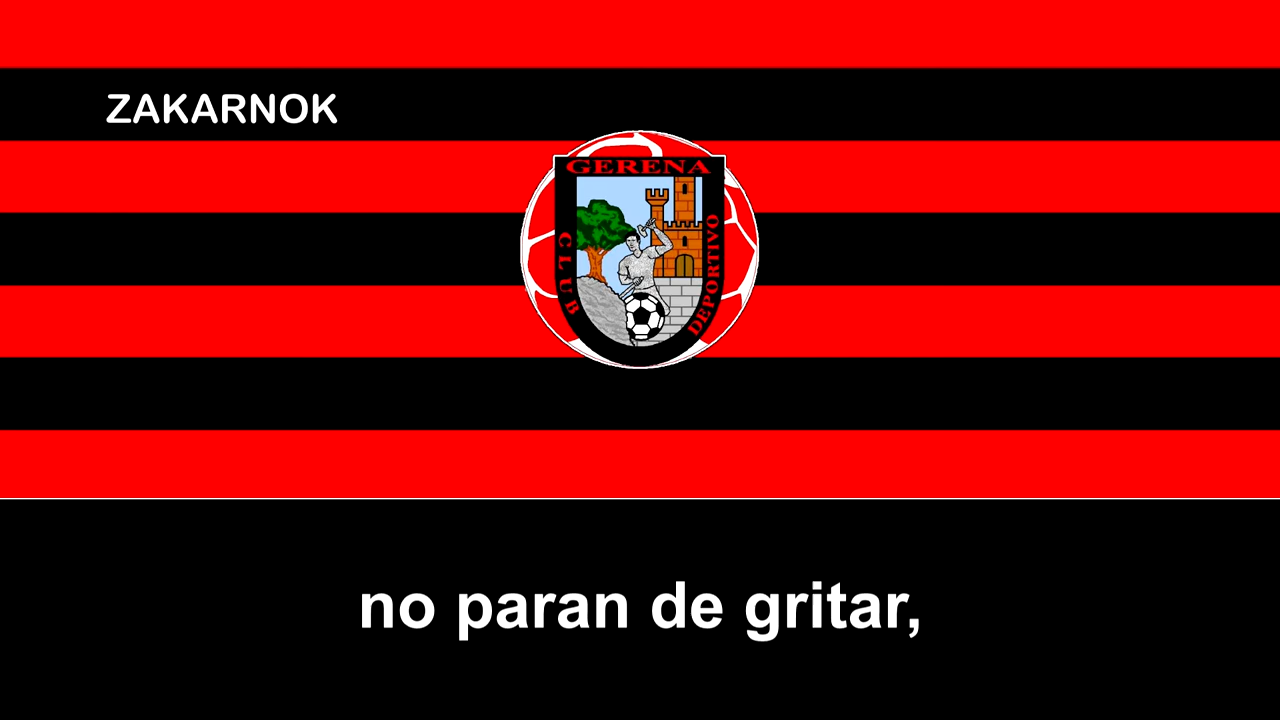 ZAKARNOK
GERENA
CLUB
DEPORTIVO
no paran de gritar,